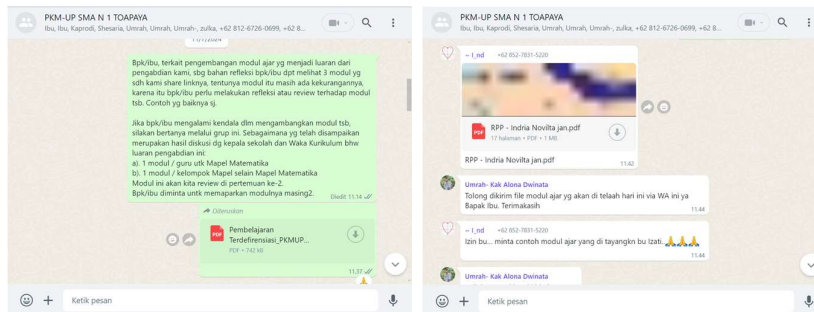 PKM-UP SMA N 1 TOAPAYA
Ibu, Ibu, Kaprodi, Shesaria, Umrah, Umrah, Umrah-, zulka, +62 812-6726-0699, +62 8...
11/7/2024
Bpk/ibu, terkait pengembangan modul ajar yg menjadi luaran dari
pengabdian kami, sbg bahan refleksi bpk/ibu dpt melihat 3 modul yg
sdh kami share linknya, tentunya modul itu masih ada kekurangannya,
karena itu bpk/ibu perlu melakukan refleksi atau review terhadap modul
tsb. Contoh yg baiknya sj.
Jika bpk/ibu mengalami kendala dlm mengambangkan modul tsb,
silakan bertanya melalui grup ini. Sebagaimana yg telah disampaikan
merupakan hasil diskusi dg kepala sekolah dan Waka Kurikulum bhw
luaran pengabdian ini:
a). 1 modul / guru utk Mapel Matematika
b). 1 modul / kelompok Mapel selain Mapel Matematika
Modul ini akan kita review di pertemuan ke-2.
Bpk/ibu diminta untk memaparkan modulnya masing2.
Diedit 11.14
Diteruskan
Pembelajaran
Terdefirensiasi_PKMUP...
PDF • 742 kB
11.37
Ketik pesan
PKM-UP SMA N 1 TOAPAYA
Ibu, Ibu, Kaprodi, Shesaria, Umrah, Umrah, Umrah-, zulka, +62 812-6726-0699, +62 8...
~ I_nd +62 852-7831-5220
RPP - Indria Novilta jan.pdf
17 halaman • PDF • 1 MB
RPP - Indria Novilta jan.pdf
11.42
Umrah- Kak Alona Dwinata
Tolong dikirim file modul ajar yg akan di telaah hari ini via WA ini ya
Bapak Ibu. Terimakasih
11.44
~ I_nd +62 852-7831-5220
Izin bu... minta contoh modul ajar yang di tayangkn bu Izati. 🙏🙏🙏
11.44
Umrah- Kak Alona Dwinata
Ketik pesan